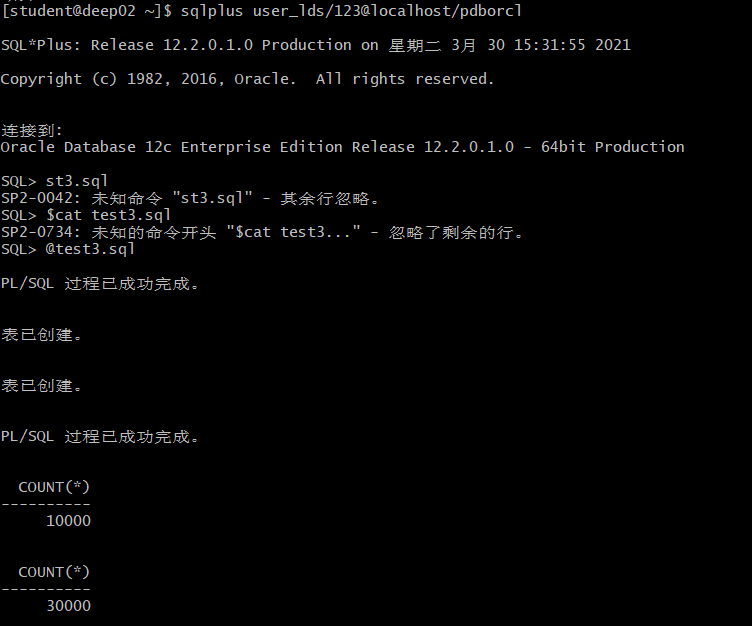 [student@deep02 ~]$ sqlplus user_lds/123@localhost/pdborcl
SQL*Plus: Release 12.2.0.1.0 Production on 星期二 3月 30 15:31:55 2021
Copyright (c) 1982, 2016, Oracle.  All rights reserved.
连接到:
Oracle Database 12c Enterprise Edition Release 12.2.0.1.0 - 64bit Production
SQL> st3.sql
SP2-0042: 未知命令 "st3.sql" - 其余行忽略。
SQL> $cat test3.sql
SP2-0734: 未知的命令开头 "$cat test3..." - 忽略了剩余的行。
SQL> @test3.sql
PL/SQL 过程已成功完成。
表已创建。
表已创建。
PL/SQL 过程已成功完成。
COUNT(*)
----------
10000
COUNT(*)
----------
30000